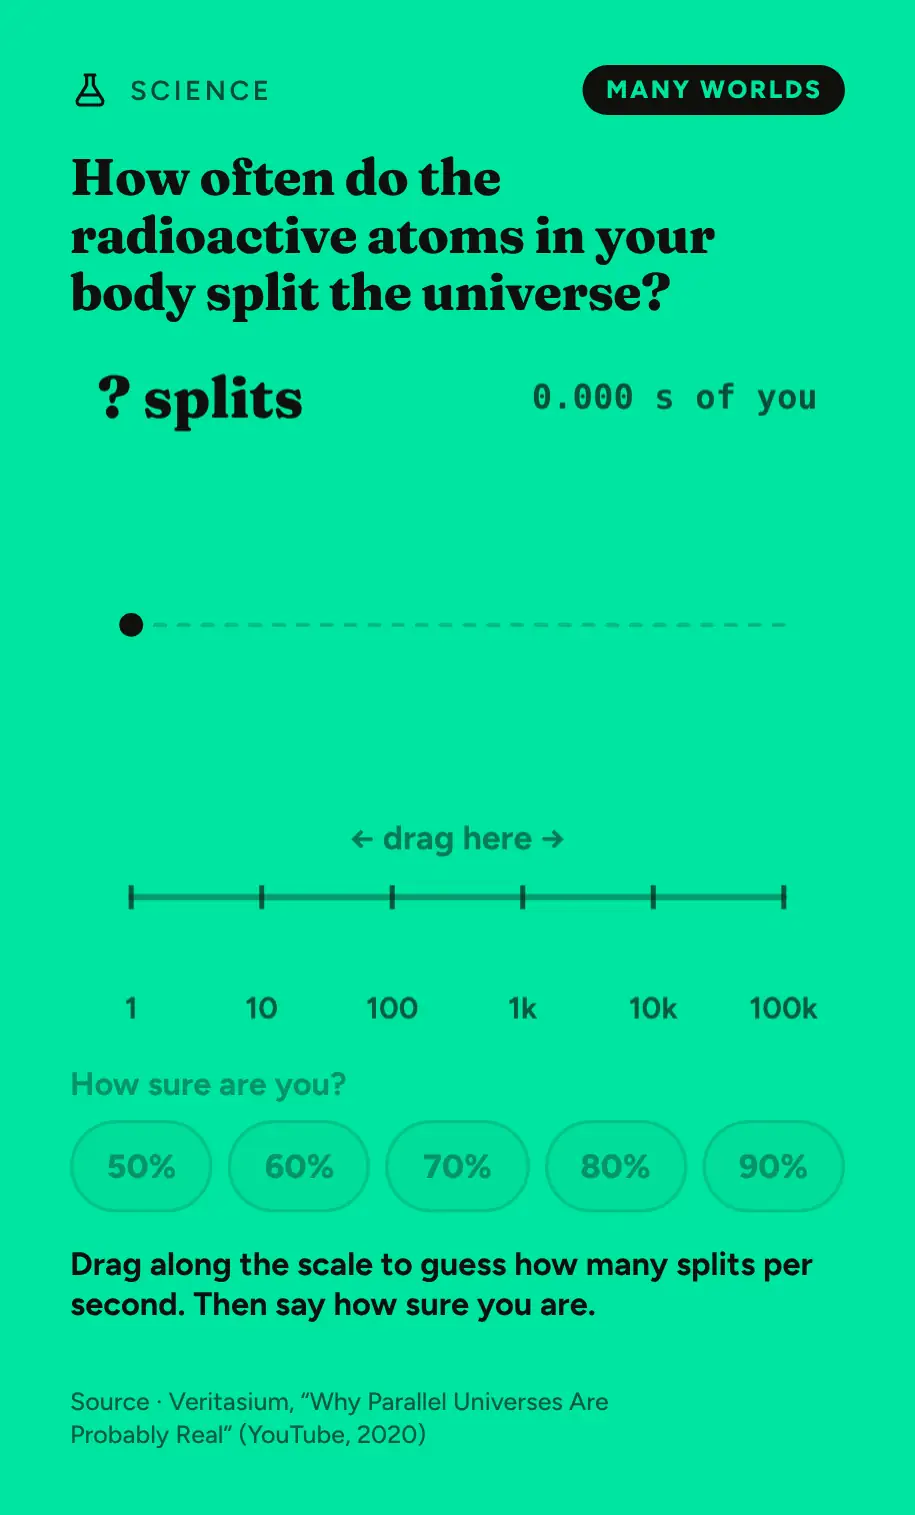 SCIENCE
MANY WORLDS
How often do the
radioactive atoms in your
body split the universe?
? splits
0.000 s of you
← drag here →
1 10 100 1k 10k 100k
How sure are you?
50% 60% 70% 80% 90%
Drag along the scale to guess how many splits per
second. Then say how sure you are.
Source · Veritasium, “Why Parallel Universes Are
Probably Real” (YouTube, 2020)